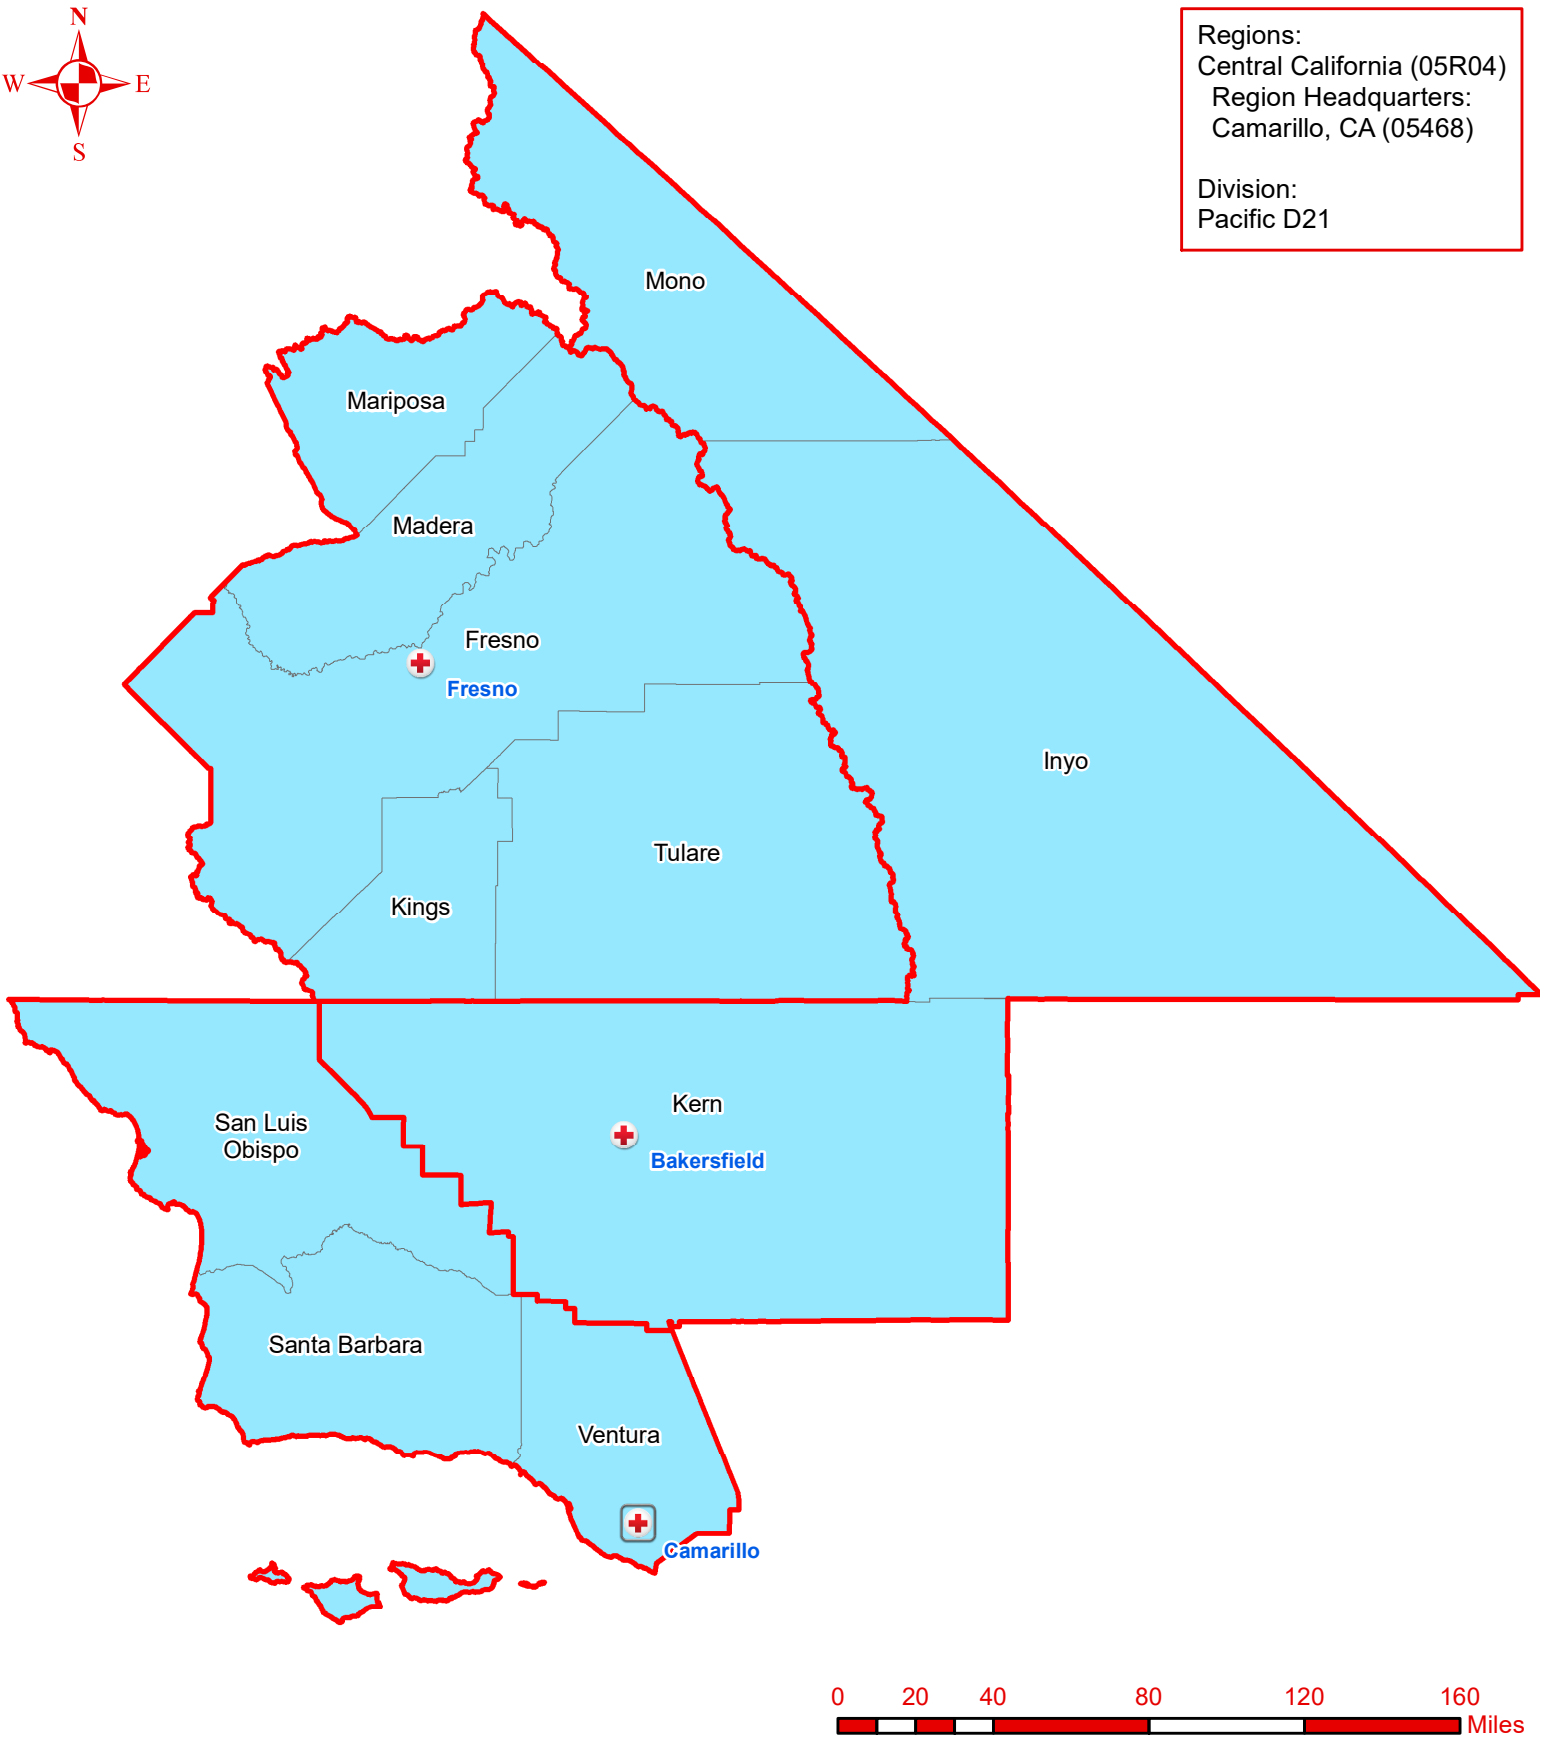 N
W
E
S
Regions:
Central California (05R04)
Region Headquarters:
Camarillo, CA (05468)
Division:
Pacific D21
Mono
Mariposa
Madera
Fresno
Fresno
Inyo
Tulare
Kings
Kern
San Luis
Obispo
Bakersfield
Santa Barbara
Ventura
Camarillo
0 20 40 80 120 160
Miles